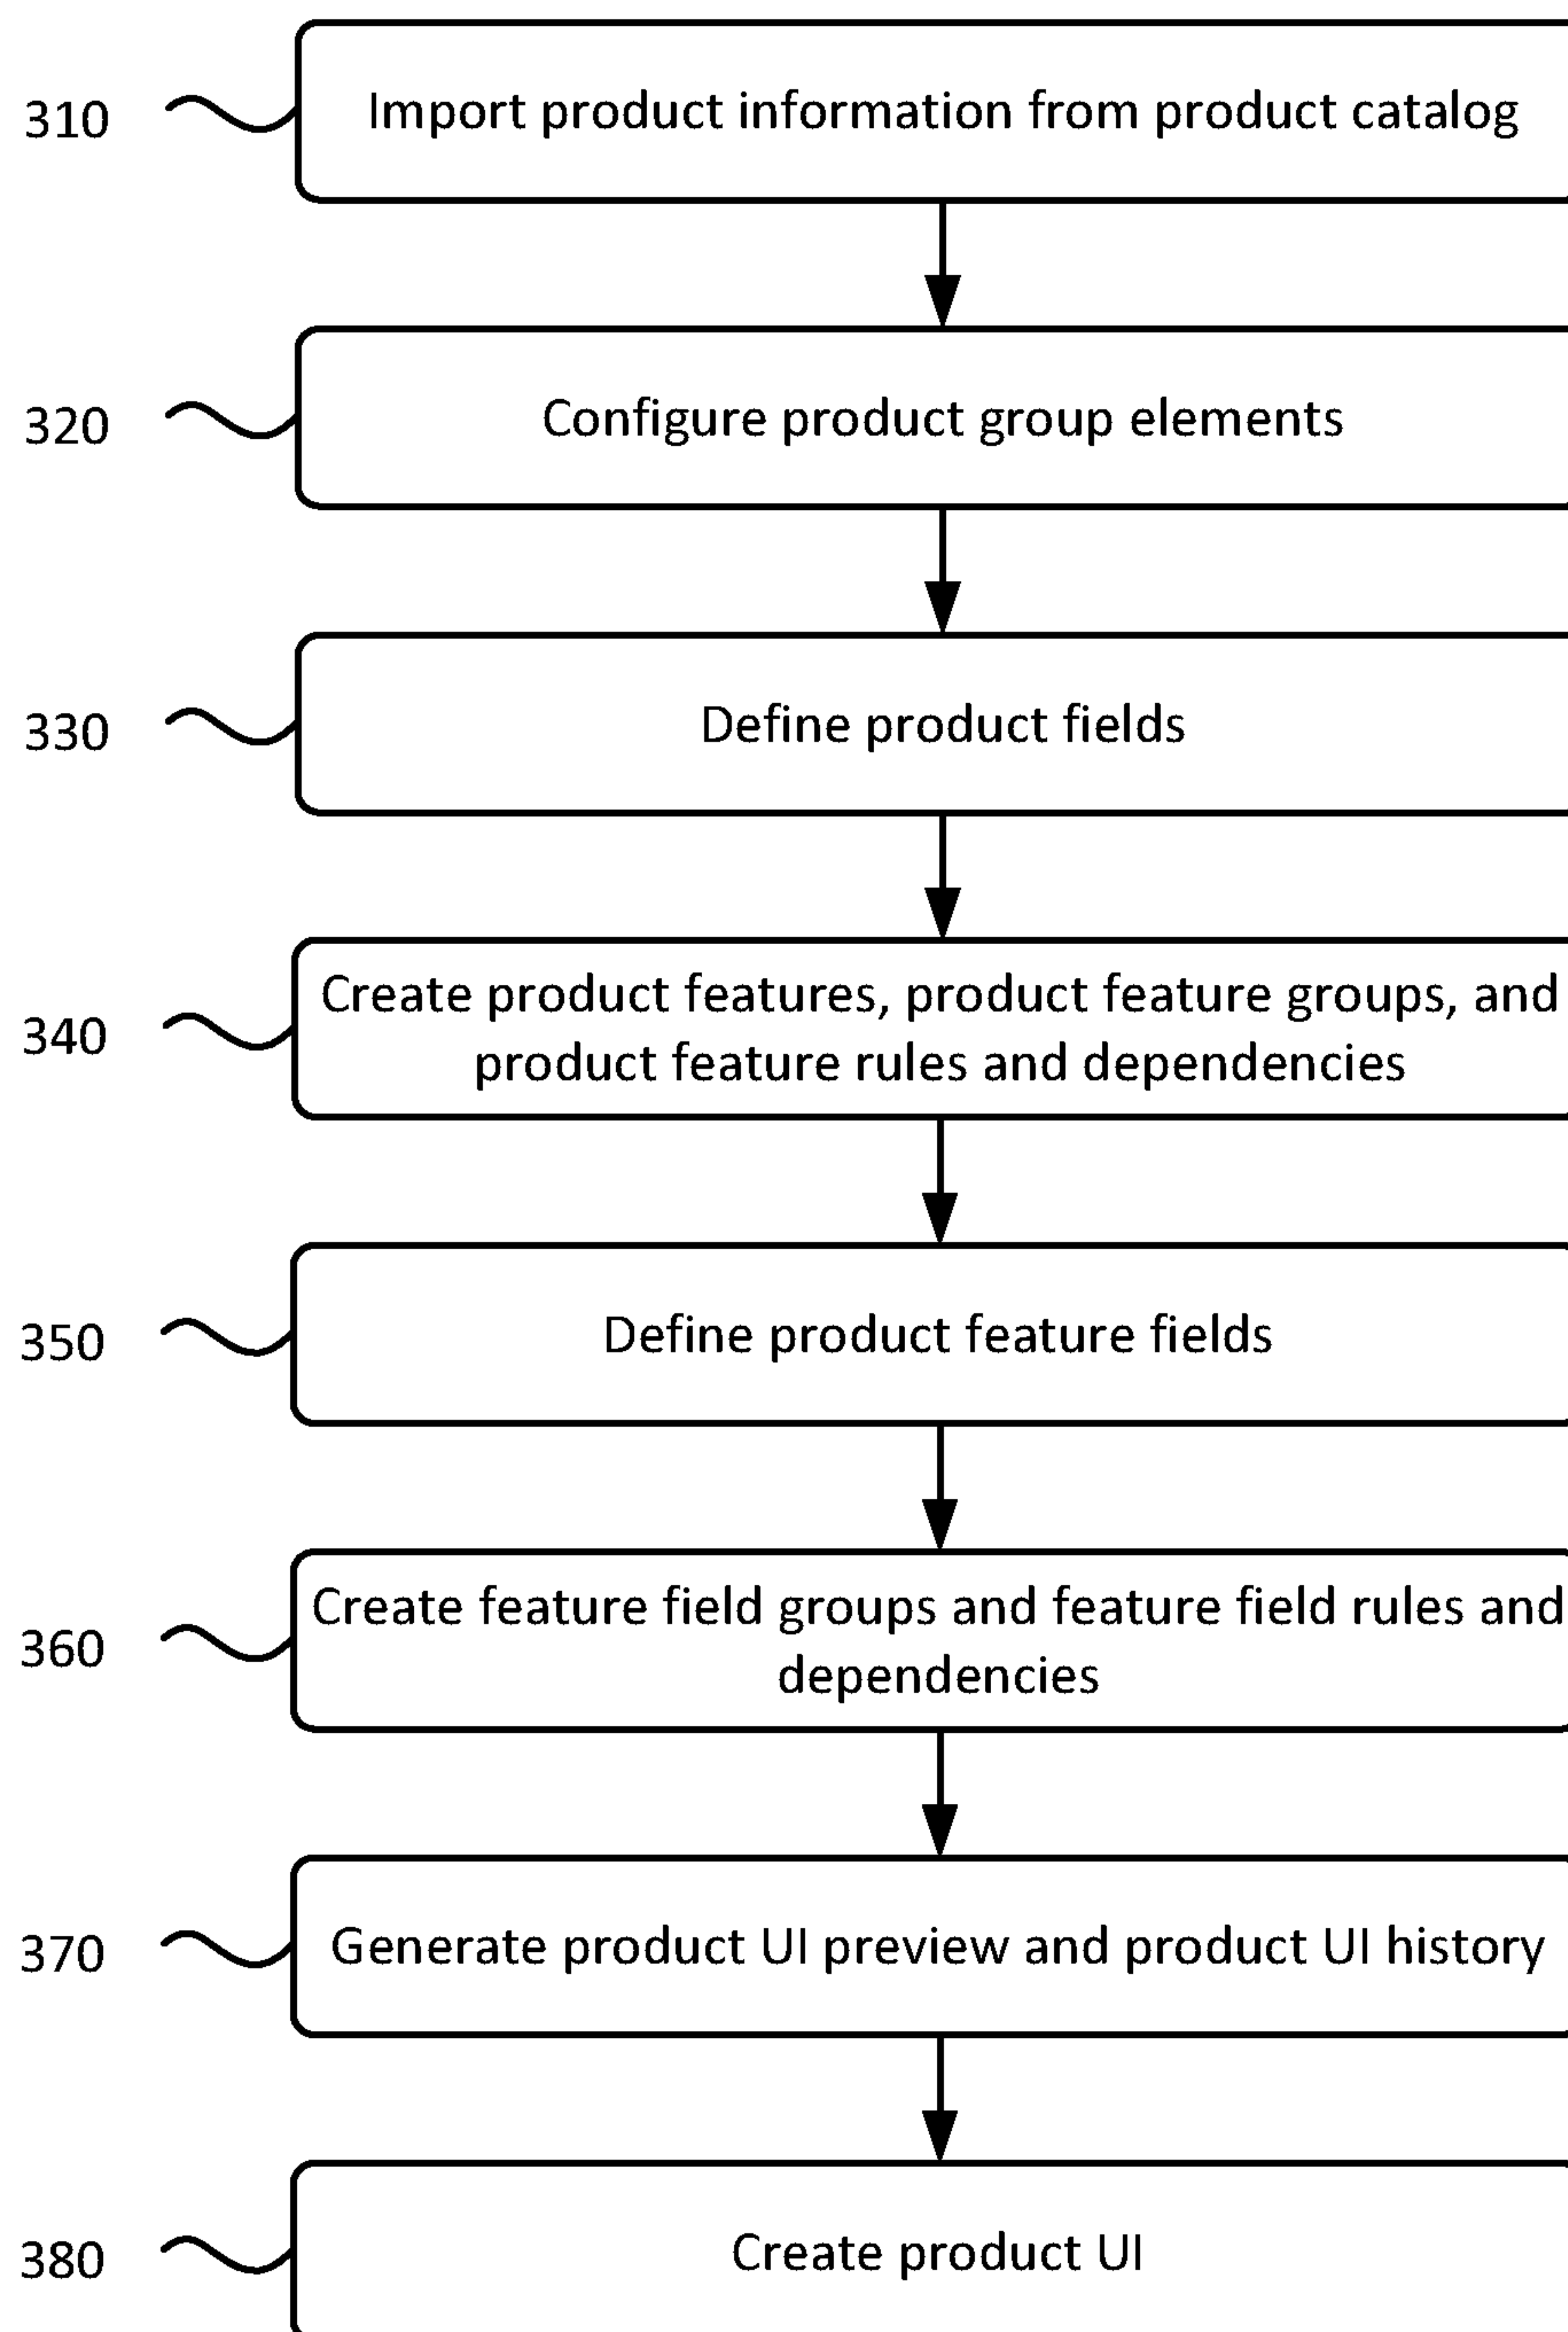 310
Import product information from product catalog
320
Configure product group elements
330
Define product fields
340
Create product features, product feature groups, and
product feature rules and dependencies
350
Define product feature fields
360
Create feature field groups and feature field rules and
dependencies
370
Generate product UI preview and product UI history
380
Create product UI